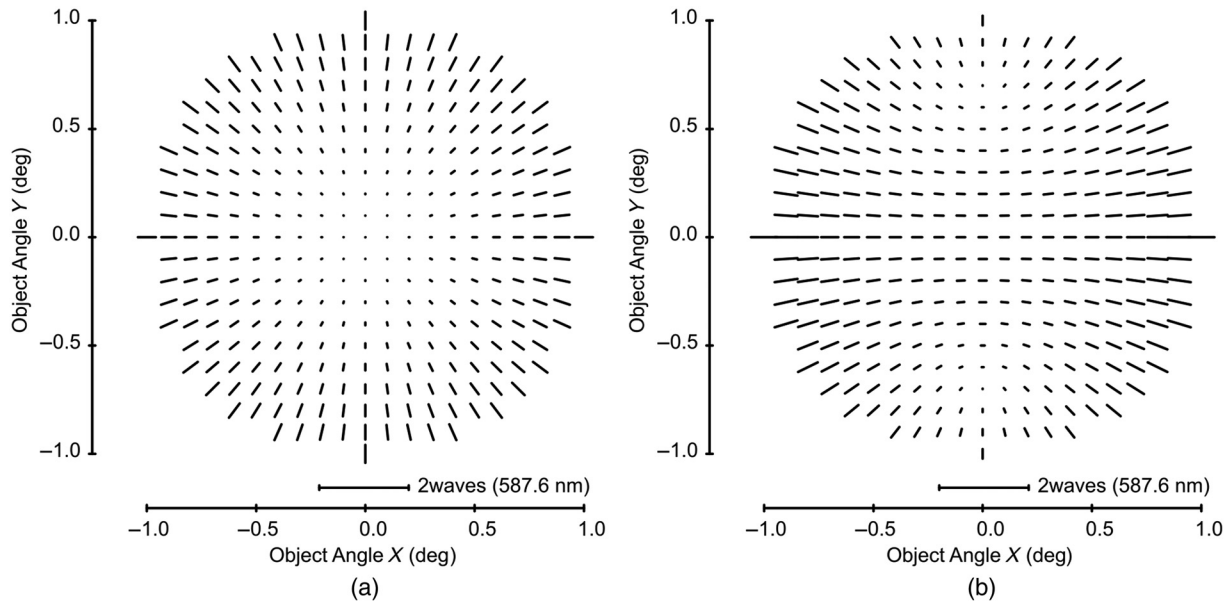 1.0
0.5
0.0
–0.5
–1.0
Object Angle Y (deg)
2waves (587.6 nm)
–1.0 –0.5 0.0 0.5 1.0
Object Angle X (deg)
(a)
1.0
0.5
0.0
–0.5
–1.0
Object Angle Y (deg)
2waves (587.6 nm)
–1.0 –0.5 0.0 0.5 1.0
Object Angle X (deg)
(b)